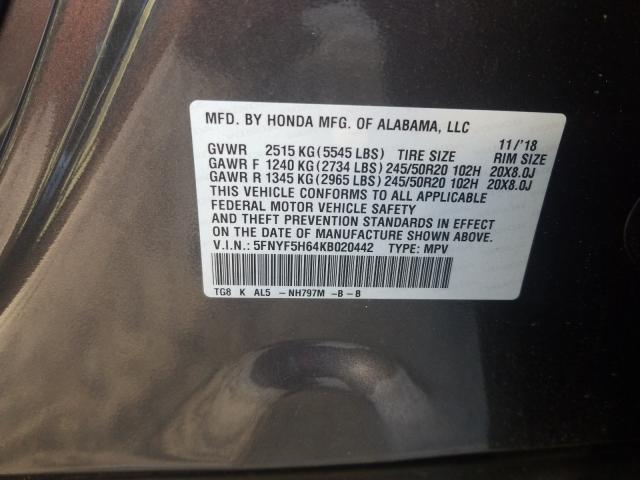 MFD. BY HONDA MFG. OF ALABAMA, LLC
11/'18
GVWR 2515 KG (5545 LBS) TIRE SIZE RIM SIZE
GAWR F 1240 KG (2734 LBS) 245/50R20 102H 20X8.0J
GAWR R 1345 KG (2965 LBS) 245/50R20 102H 20X8.0J
THIS VEHICLE CONFORMS TO ALL APPLICABLE
FEDERAL MOTOR VEHICLE SAFETY
AND THEFT PREVENTION STANDARDS IN EFFECT
ON THE DATE OF MANUFACTURE SHOWN ABOVE.
V.I.N.: 5FNYF5H64KB020442 TYPE: MPV
TG8 K AL5 -NH797M -B-B